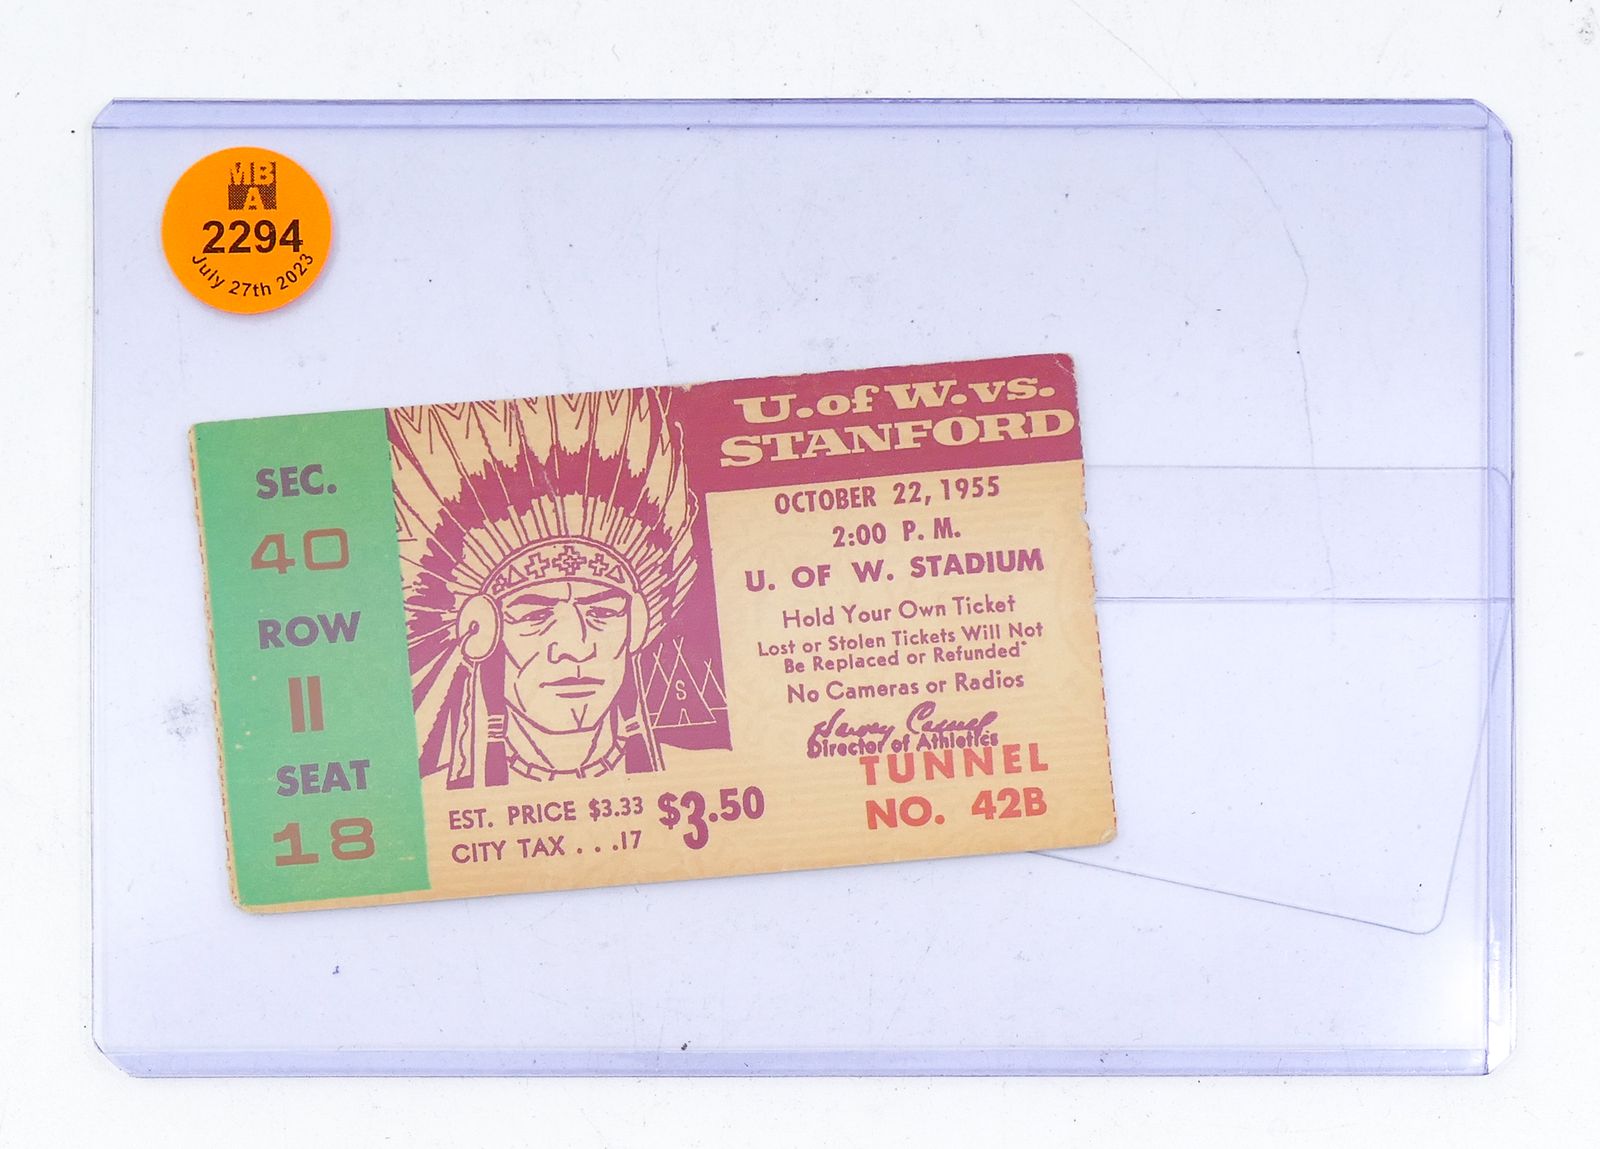 MB
A
2294
July 27th 2023
SEC.
40
ROW
11
SEAT
18
U. of W. vs.
STANFORD
OCTOBER 22, 1955
2:00 P. M.
U. OF W. STADIUM
Hold Your Own Ticket
Lost or Stolen Tickets Will Not
Be Replaced or Refunded
No Cameras or Radios
Harvey Cassill
Director of Athletics
TUNNEL
NO. 42B
S
EST. PRICE $3.33
CITY TAX . . .17
$3.50